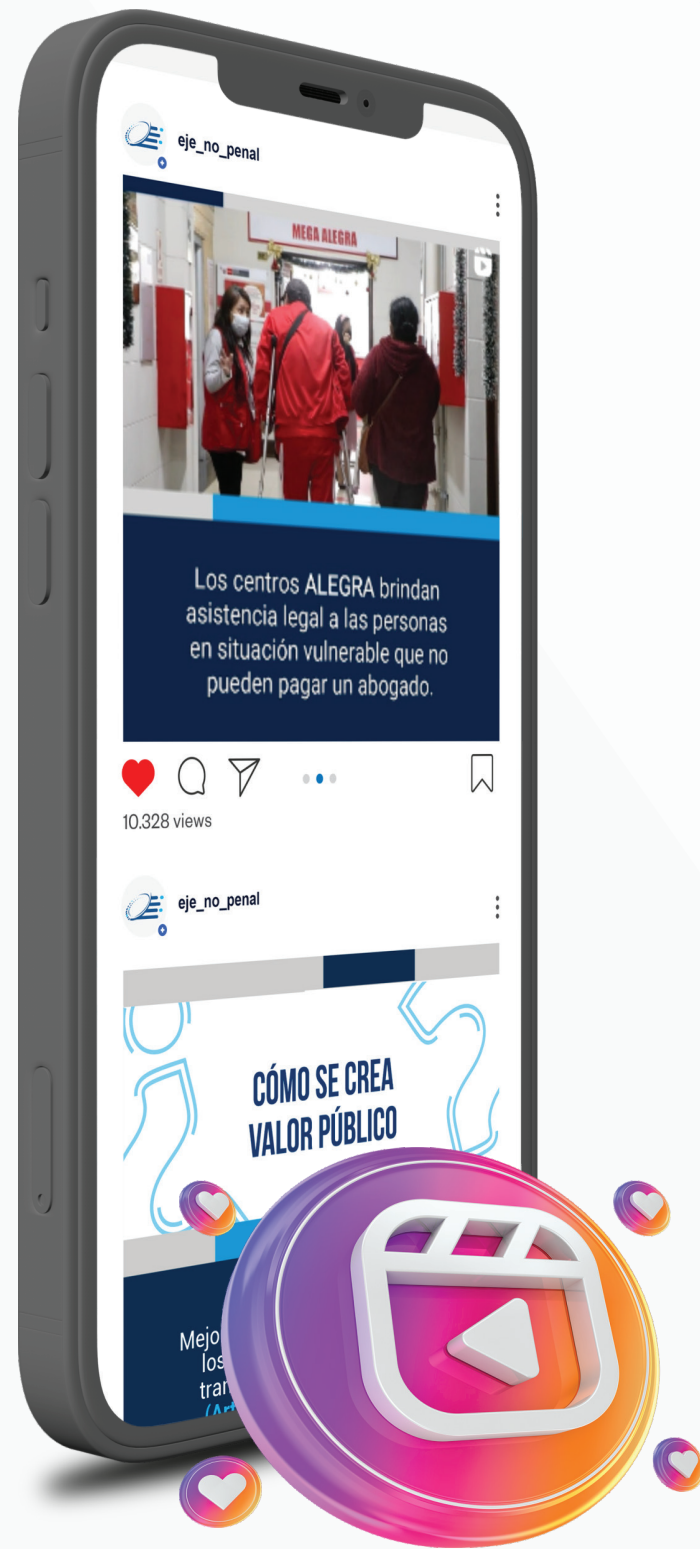 eje_no_penal
MEGA ALEGRA
Los centros ALEGRA brindan
asistencia legal a las personas
en situación vulnerable que no
pueden pagar un abogado.
10.328 views
eje_no_penal
CÓMO SE CREA
VALOR PÚBLICO
los